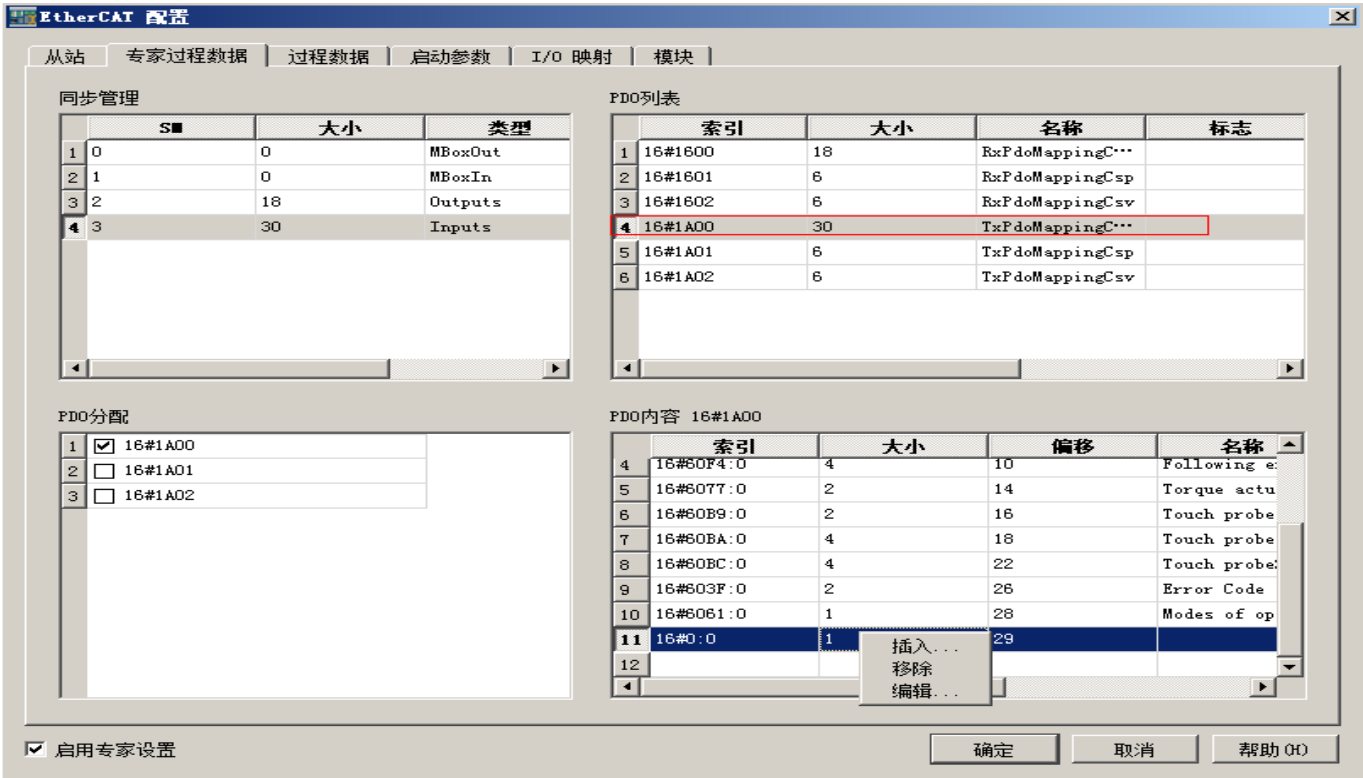 EtherCAT 配置
从站 专家过程数据 过程数据 启动参数 I/O 映射 模块
同步管理
SM 大小 类型
1 0 0 MBoxOut
2 1 0 MBoxIn
3 2 18 Outputs
4 3 30 Inputs
PDO列表
索引 大小 名称 标志
1 16#1600 18 RxPdoMappingC···
2 16#1601 6 RxPdoMappingCsp
3 16#1602 6 RxPdoMappingCsv
4 16#1A00 30 TxPdoMappingC···
5 16#1A01 6 TxPdoMappingCsp
6 16#1A02 6 TxPdoMappingCsv
PDO分配
1 16#1A00
2 16#1A01
3 16#1A02
PDO内容 16#1A00
索引 大小 偏移 名称
4 16#60F4:0 4 10 Following e
5 16#6077:0 2 14 Torque actu
6 16#60B9:0 2 16 Touch probe
7 16#60BA:0 4 18 Touch probe
8 16#60BC:0 4 22 Touch probe
9 16#603F:0 2 26 Error Code
10 16#6061:0 1 28 Modes of op
11 16#0:0 1 29
12
插入...
移除
编辑...
启用专家设置
确定 取消 帮助(H)